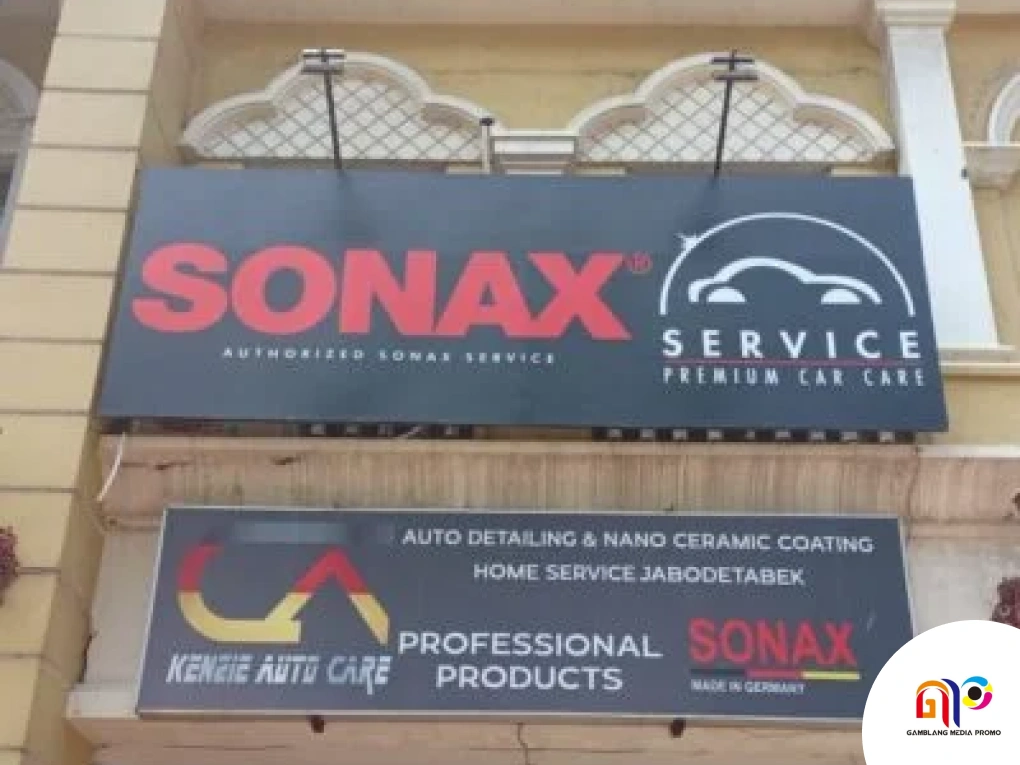 SONAX®
AUTHORIZED SONAX SERVICE
SERVICE
PREMIUM CAR CARE
AUTO DETAILING & NANO CERAMIC COATING
HOME SERVICE JABODETABEK
KENZIE AUTO CARE
PROFESSIONAL
PRODUCTS
SONAX
MADE IN GERMANY
GAMBLANG MEDIA PROMO